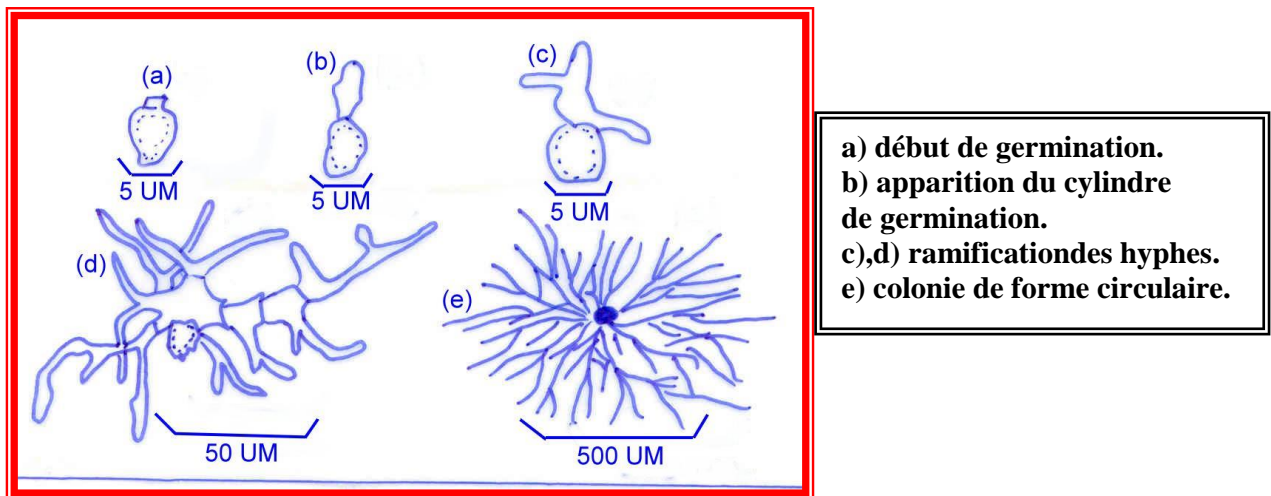 (a)
(b)
(c)
5 UM
5 UM
5 UM
(d)
(e)
50 UM
500 UM
a) début de germination.
b) apparition du cylindre
de germination.
c),d) ramificationdes hyphes.
e) colonie de forme circulaire.